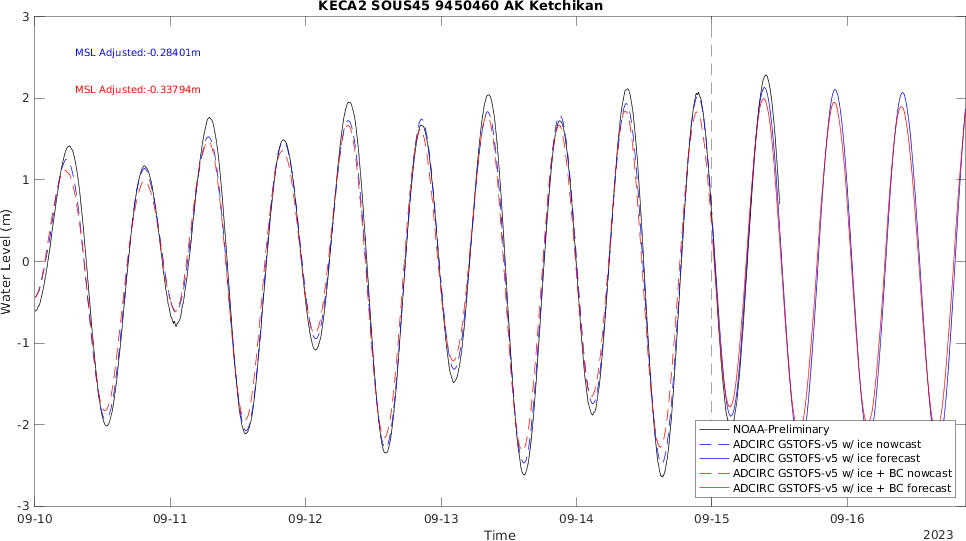 KECA2 SOUS45 9450460 AK Ketchikan
3
MSL Adjusted:-0.28401m
MSL Adjusted:-0.33794m
2
1
0
-1
-2
-3
Water Level (m)
NOAA-Preliminary
ADCIRC GSTOFS-v5 w/ ice nowcast
ADCIRC GSTOFS-v5 w/ ice forecast
ADCIRC GSTOFS-v5 w/ ice + BC nowcast
ADCIRC GSTOFS-v5 w/ ice + BC forecast
09-10 09-11 09-12 09-13 09-14 09-15 09-16
Time
2023